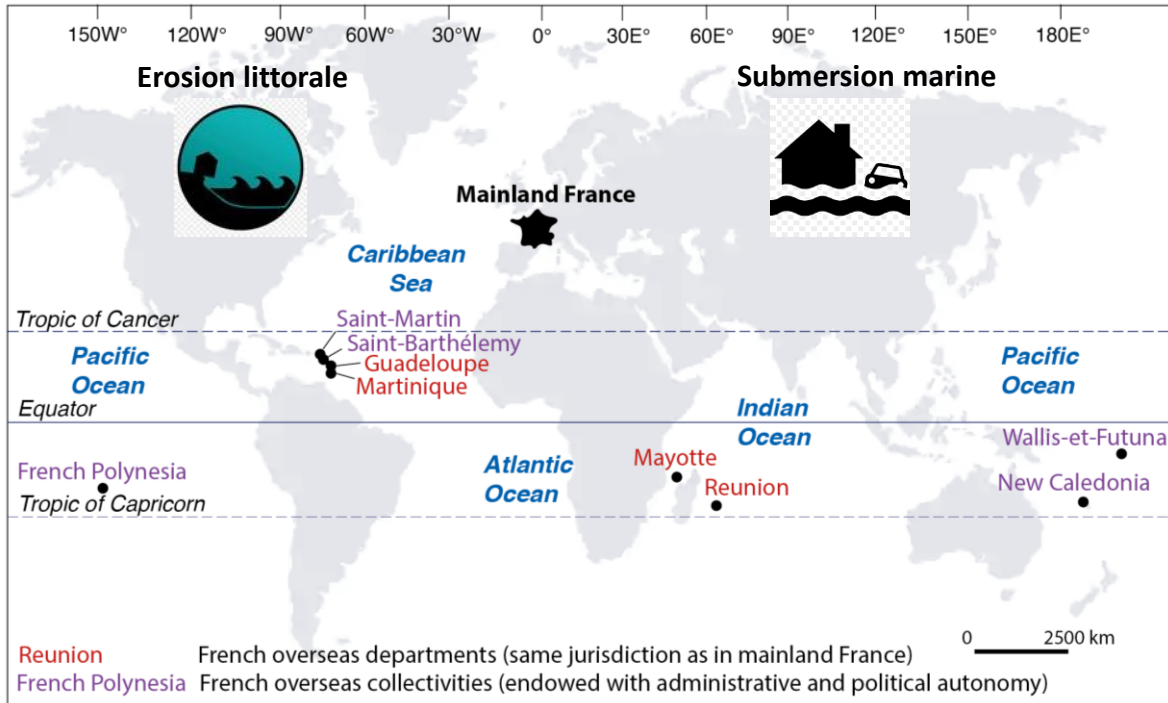 150W° 120W° 90W° 60W° 30W° 0° 30E° 60E° 90E° 120E° 150E° 180E°
Erosion littorale
Submersion marine
Mainland France
Caribbean
Sea
Tropic of Cancer
Saint-Martin
Saint-Barthélemy
Guadeloupe
Martinique
Pacific
Ocean
Pacific
Ocean
Equator
Indian
Ocean
Wallis-et-Futuna
Mayotte
Atlantic
Ocean
French Polynesia
Reunion
New Caledonia
Tropic of Capricorn
0 2500 km
Reunion French overseas departments (same jurisdiction as in mainland France)
French Polynesia French overseas collectivities (endowed with administrative and political autonomy)